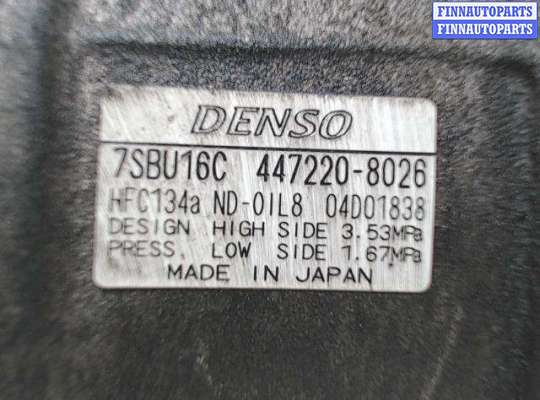 FINNAUTOPARTS
FINNAUTOPARTS
DENSO
7SBU16C 447220-8026
HFC134a ND-OIL8 04D01838
DESIGN HIGH SIDE 3.53MPa
PRESS. LOW SIDE 1.67MPa
MADE IN JAPAN